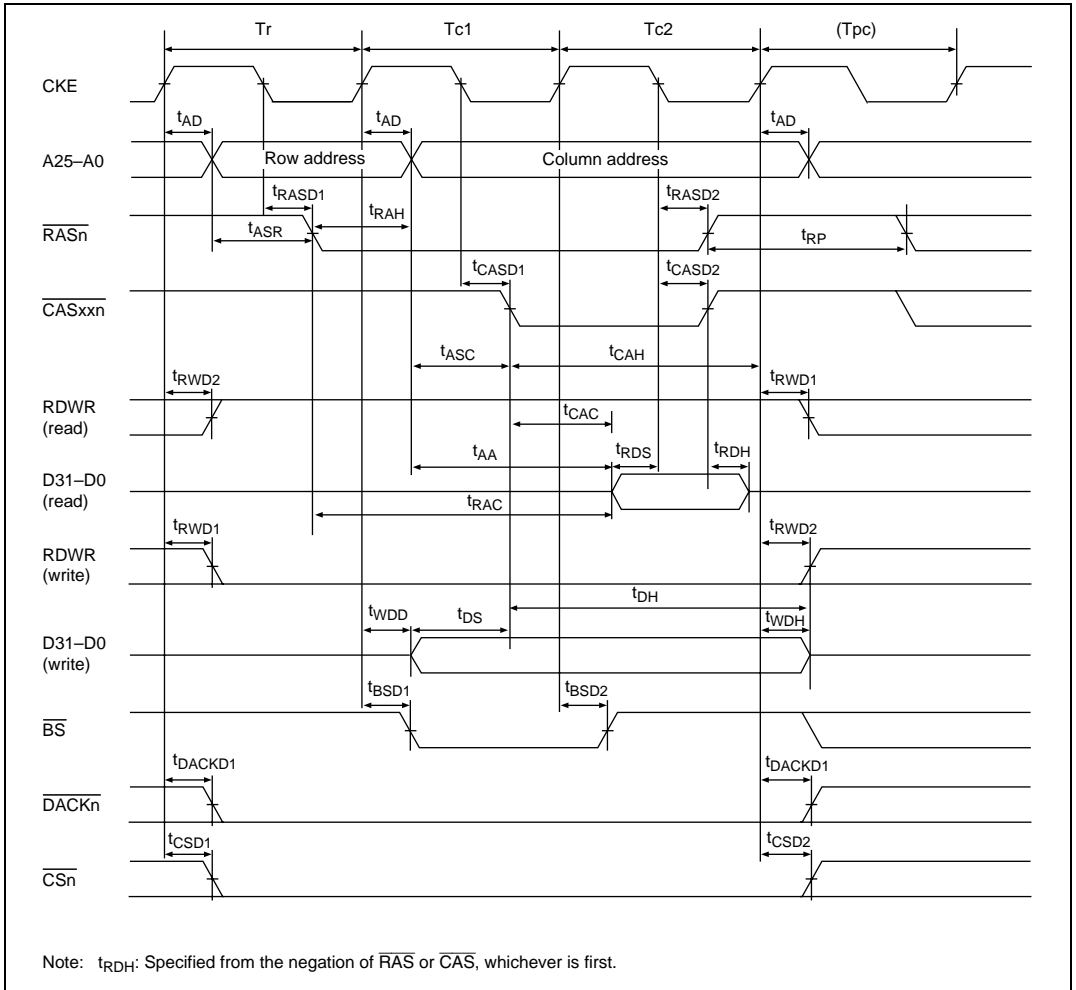 Tr Tc1 Tc2 (Tpc)
CKE
tAD tAD tAD
A25–A0 Row address Column address
tRASD1 tRAH tRASD2
RASn tASR tRP
tCASD1 tCASD2
CASxxn
tASC tCAH
tRWD2 tRWD1
RDWR
(read)
tCAC
tAA tRDS tRDH
D31–D0
(read)
tRAC
tRWD1 tRWD2
RDWR
(write)
tDH
tWDD tDS tWDH
D31–D0
(write)
tBSD1 tBSD2
BS
tDACKD1 tDACKD1
DACKn
tCSD1 tCSD2
CSn
Note: tRDH: Specified from the negation of RAS or CAS, whichever is first.